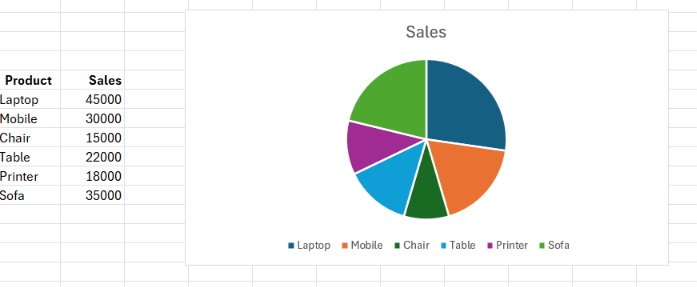 Sales
Product Sales
Laptop 45000
Mobile 30000
Chair 15000
Table 22000
Printer 18000
Sofa 35000
Laptop Mobile Chair Table Printer Sofa